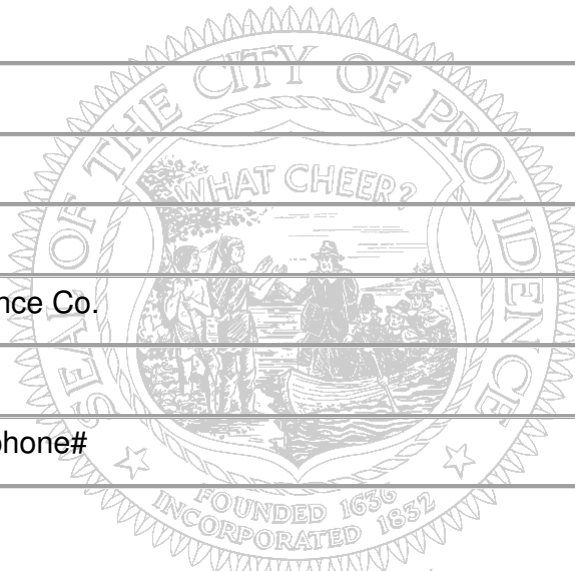 SEAL OF THE CITY OF PROVIDENCE
WHAT CHEER?
nce Co.
phone#
FOUNDED 1636
INCORPORATED 1832